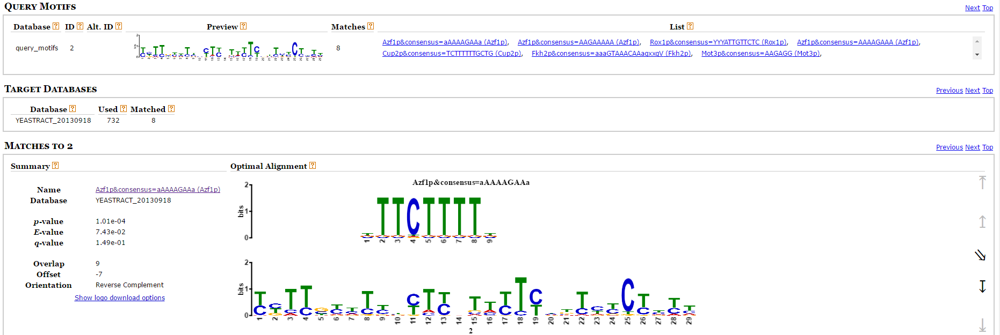 Query Motifs
Next Top
Database ? ID ? Alt. ID ? Preview ? Matches ? List ?
query_motifs 2 8 Azf1p&consensus=aAAAAGAAa (Azf1p), Azf1p&consensus=AAGAAAAA (Azf1p), Rox1p&consensus=YYYATTGTTCTC (Rox1p), Azf1p&consensus=AAAAGAAA (Azf1p),
Cup2p&consensus=TCTTTTTTGCTG (Cup2p), Fkh2p&consensus=aaaGTAAACAAaqxxqV (Fkh2p), Mot3p&consensus=AAGAGG (Mot3p),
Target Databases
Previous Next Top
Database ? Used ? Matched ?
YEASTRACT_20130918 732 8
Matches to 2
Previous Next Top
Summary ? Optimal Alignment ?
Name Azf1p&consensus=aAAAAGAAa (Azf1p)
Database YEASTRACT_20130918
p-value 1.01e-04
E-value 7.43e-02
q-value 1.49e-01
Overlap 9
Offset -7
Orientation Reverse Complement
Show logo download options
Azf1p&consensus=aAAAAGAAa
2
bits
1
0
TTCTTTT
1 2 3 4 5 6 7 8 9
2
bits
1
0
1 2 3 4 5 6 7 8 9 10 11 12 13 14 15 16 17 18 19 20 21 22 23 24 25 26 27 28 29
2